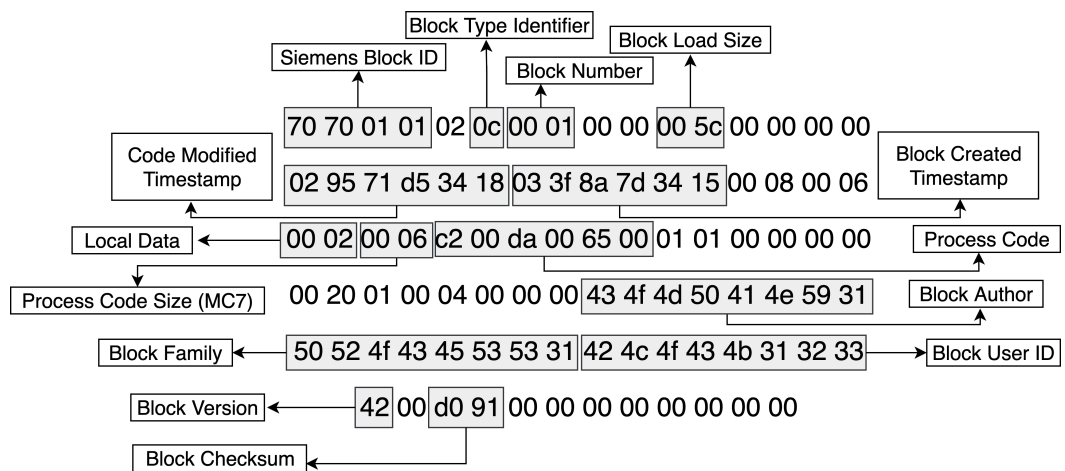 Block Type Identifier
Siemens Block ID
Block Number
Block Load Size
70 70 01 01 02 0c 00 01 00 00 00 5c 00 00 00 00
Code Modified
Timestamp
Block Created
Timestamp
02 95 71 d5 34 18 03 3f 8a 7d 34 15 00 08 00 06
Local Data
00 02 00 06 c2 00 da 00 65 00 01 01 00 00 00 00
Process Code
Process Code Size (MC7)
00 20 01 00 04 00 00 00 43 4f 4d 50 41 4e 59 31
Block Author
Block Family
50 52 4f 43 45 53 53 31 42 4c 4f 43 4b 31 32 33
Block User ID
Block Version
42 00 d0 91 00 00 00 00 00 00 00 00
Block Checksum